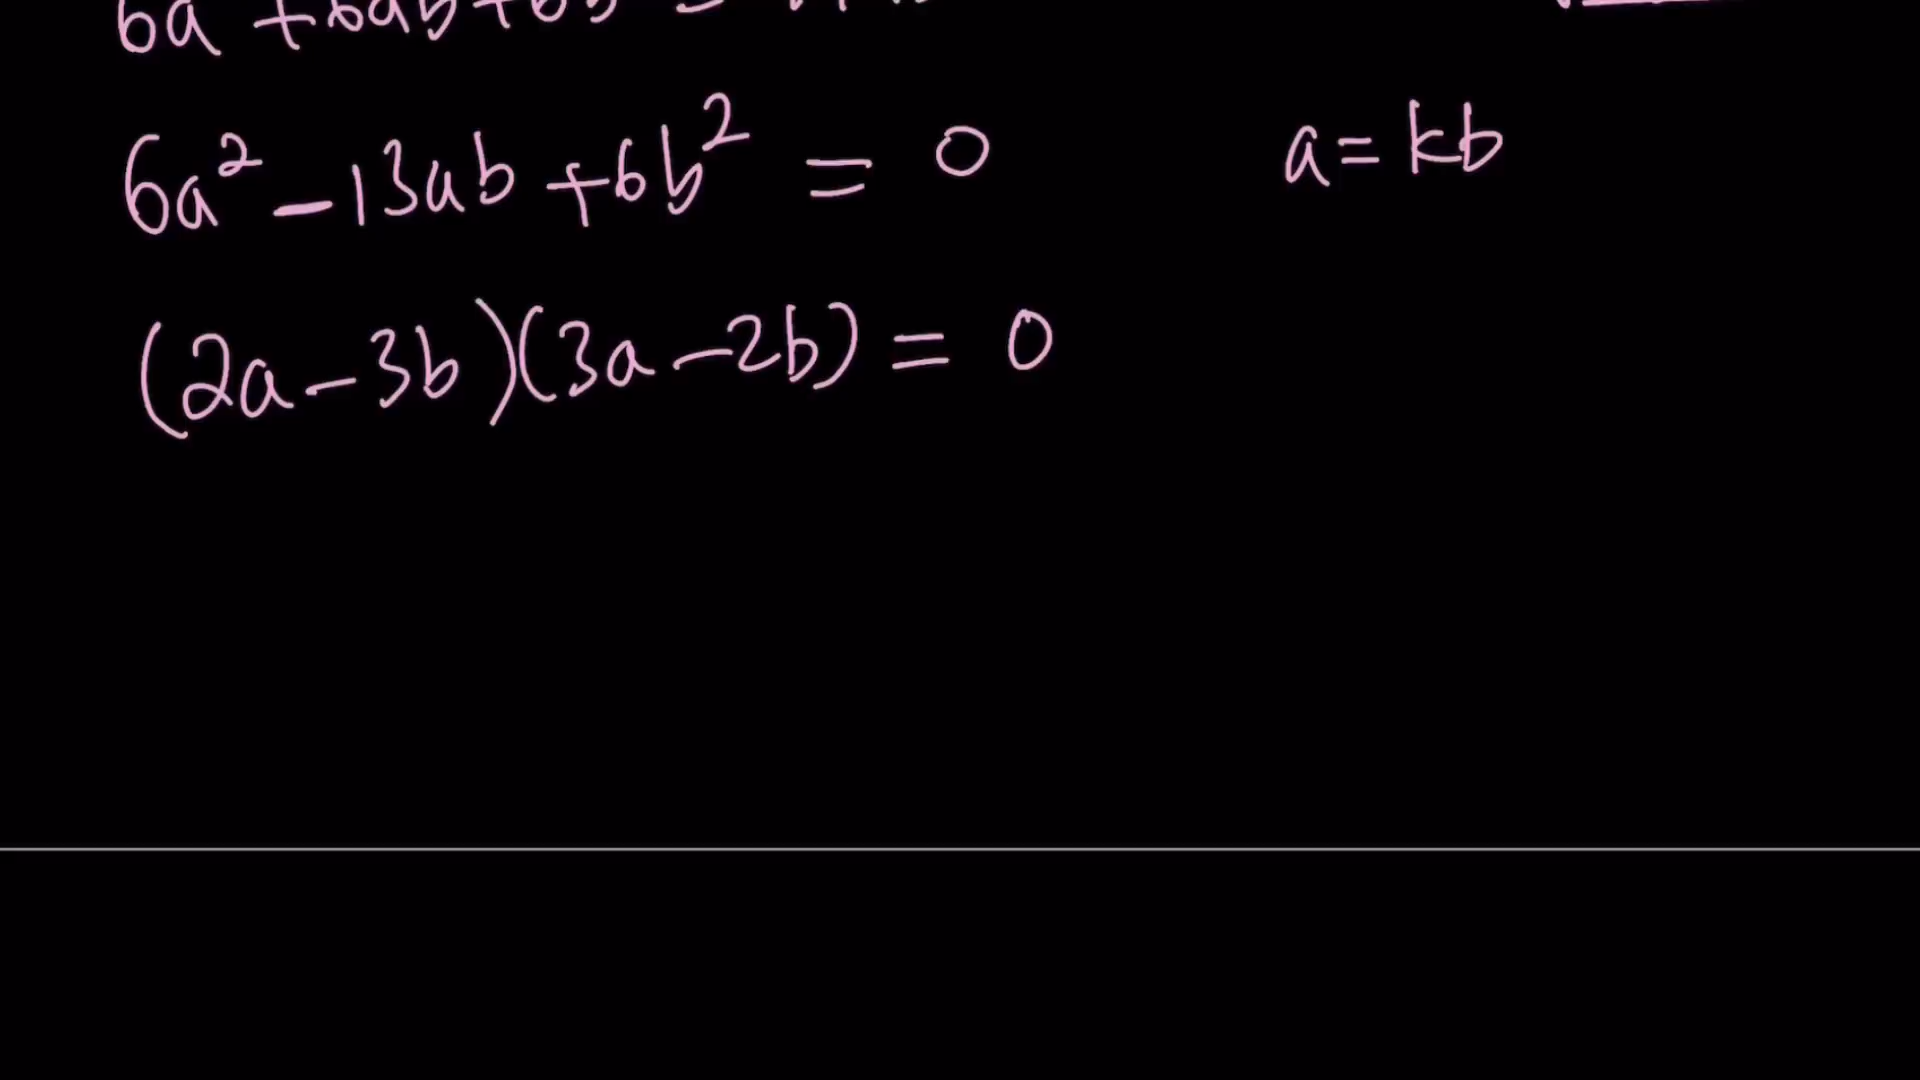 6a² − 13ab + 6b² = 0
a = kb
(2a − 3b)(3a − 2b) = 0